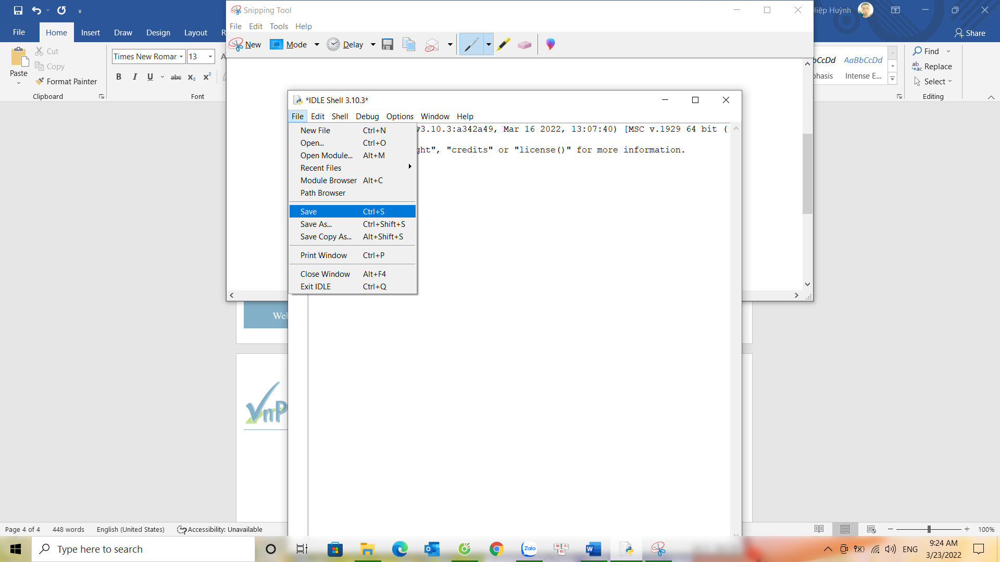 Snipping Tool
iệp Huỳnh
File Edit Tools Help
File Home Insert Draw Design Layout R
Share
New Mode Delay
Paste
Cut
Copy
Format Painter
Clipboard
Times New Romar 13
B I U abc x₂ x²
Font
AaBbCcDd
Intense E...
Find
Replace
Select
Editing
*IDLE Shell 3.10.3*
File Edit Shell Debug Options Window Help
v3.10.3:a342a49, Mar 16 2022, 13:07:40) [MSC v.1929 64 bit (
ght", "credits" or "license()" for more information.
New File Ctrl+N
Open... Ctrl+O
Open Module... Alt+M
Recent Files
Module Browser Alt+C
Path Browser
Save Ctrl+S
Save As... Ctrl+Shift+S
Save Copy As... Alt+Shift+S
Print Window Ctrl+P
Close Window Alt+F4
Exit IDLE Ctrl+Q
VnP
Page 4 of 4 448 words English (United States) Accessibility: Unavailable
100%
Type here to search
Zalo
ENG
9:24 AM
3/23/2022